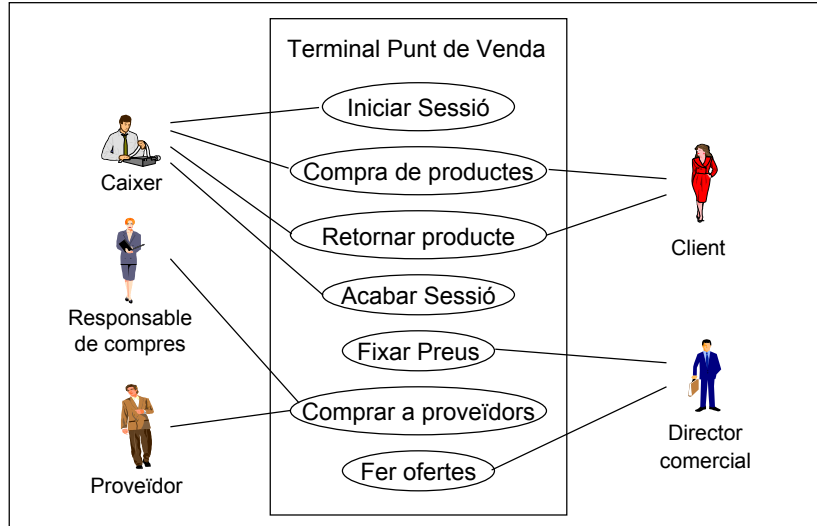 Terminal Punt de Venda
Iniciar Sessió
Compra de productes
Retornar producte
Acabar Sessió
Fixar Preus
Comprar a proveïdors
Fer ofertes
Caixer
Responsable
de compres
Proveïdor
Client
Director
comercial